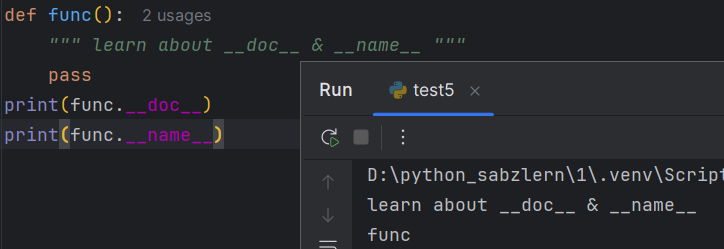 def func():  2 usages
    """ learn about __doc__ & __name__ """
    pass
print(func.__doc__)
print(func.__name__)
Run test5 ×
D:\python_sabzlern\1\.venv\Script
learn about __doc__ & __name__
func